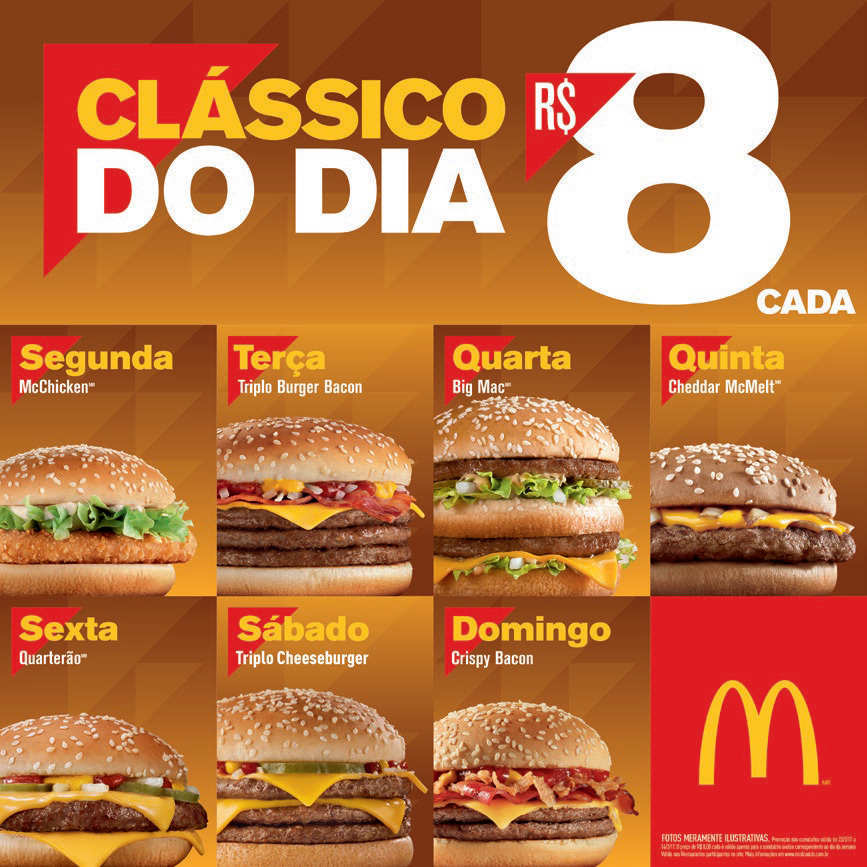 CLÁSSICO
DO DIA
R$ 8
CADA
Segunda
McChicken
Terça
Triplo Burger Bacon
Quarta
Big Mac
Quinta
Cheddar McMelt
Sexta
Quarterão
Sábado
Triplo Cheeseburger
Domingo
Crispy Bacon
FOTOS MERAMENTE ILUSTRATIVAS.